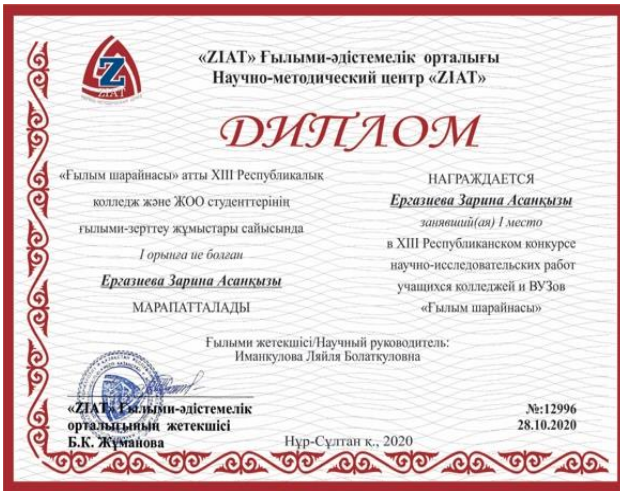 Z
ZIAT
«ZIAT» Ғылыми-әдістемелік орталығы
Научно-методический центр «ZIAT»
ДИПЛОМ
«Ғылым шарайнасы» атты XIII Республикалық
колледж және ЖОО студенттерінің
ғылыми-зерттеу жұмыстары сайысында
I орынға ие болған
Ергазиева Зарина Асанқызы
МАРАПАТТАЛАДЫ
НАГРАЖДАЕТСЯ
Ергазиева Зарина Асанқызы
занявший(ая) I место
в XIII Республиканском конкурсе
научно-исследовательских работ
учащихся колледжей и ВУЗов
«Ғылым шарайнасы»
Ғылыми жетекшісі/Научный руководитель:
Иманкулова Ляйля Болаткуловна
«ZIAT» Ғылыми-әдістемелік
орталығының жетекшісі
Б.К. Жұманова
Нұр-Сұлтан қ., 2020
№:12996
28.10.2020